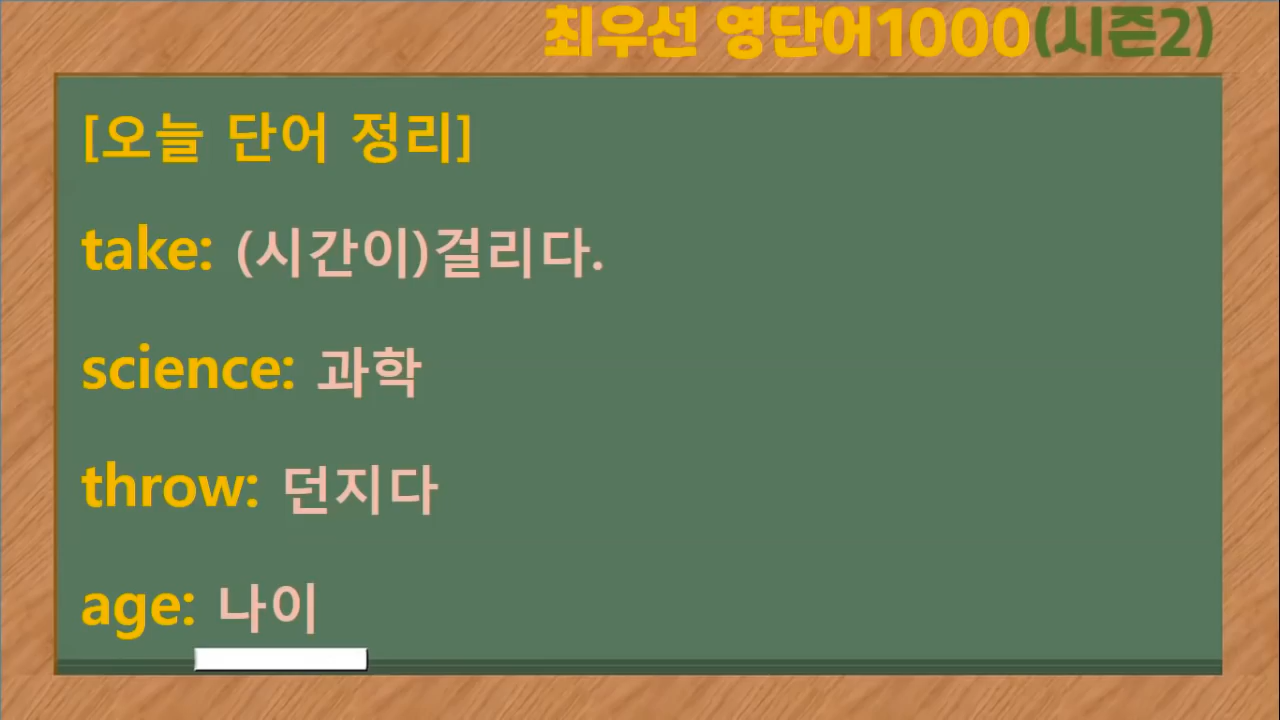 최우선 영단어1000(시즌2)
[오늘 단어 정리]
take: (시간이)걸리다.
science: 과학
throw: 던지다
age: 나이